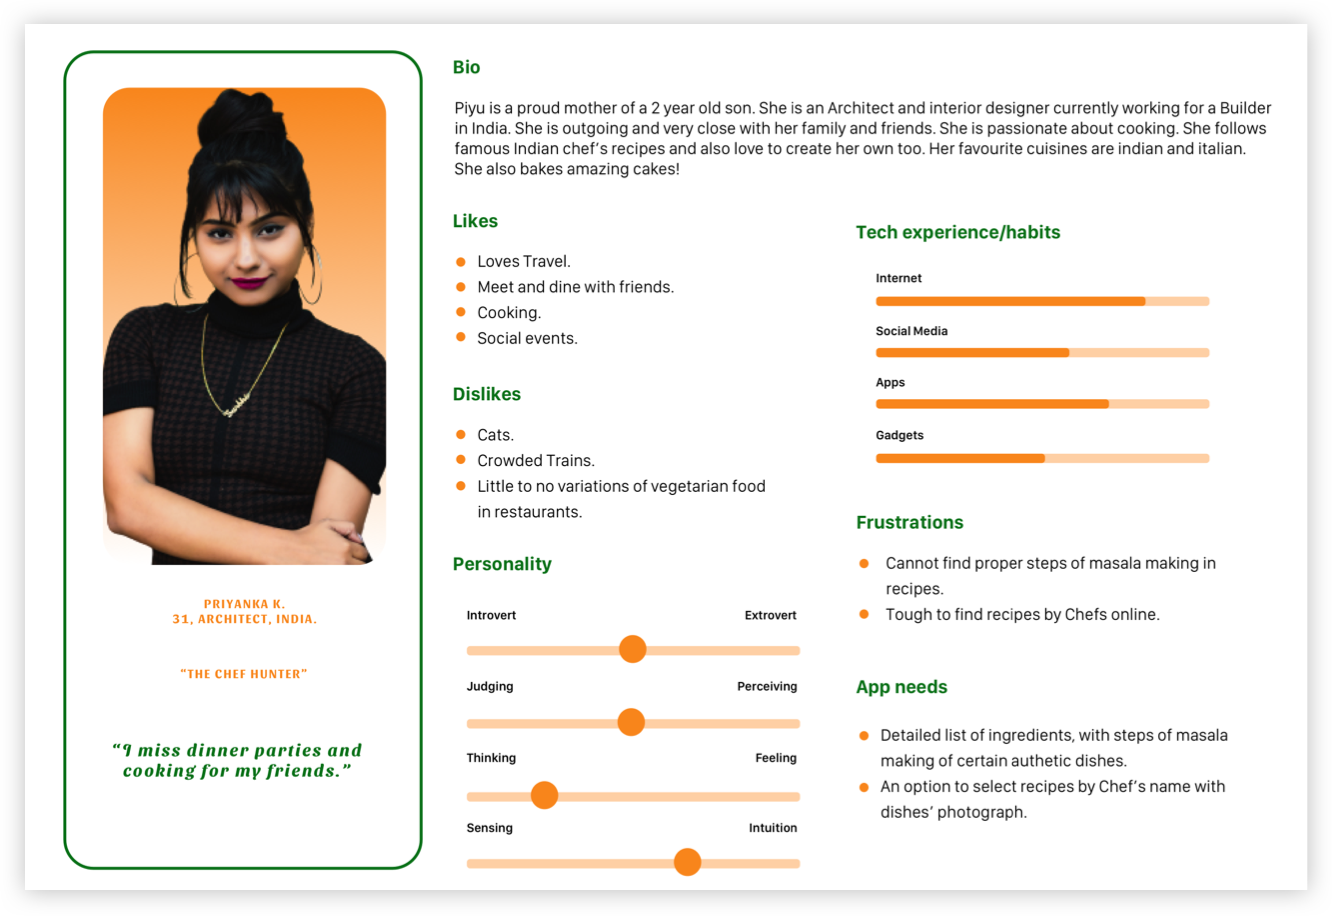 PRIYANKA K.
31, ARCHITECT, INDIA.
“THE CHEF HUNTER”
“I miss dinner parties and
cooking for my friends.”
Bio
Piyu is a proud mother of a 2 year old son. She is an Architect and interior designer currently working for a Builder
in India. She is outgoing and very close with her family and friends. She is passionate about cooking. She follows
famous Indian chef’s recipes and also love to create her own too. Her favourite cuisines are indian and italian.
She also bakes amazing cakes!
Likes
Loves Travel.
Meet and dine with friends.
Cooking.
Social events.
Dislikes
Cats.
Crowded Trains.
Little to no variations of vegetarian food
in restaurants.
Personality
Introvert Extrovert
Judging Perceiving
Thinking Feeling
Sensing Intuition
Tech experience/habits
Internet
Social Media
Apps
Gadgets
Frustrations
Cannot find proper steps of masala making in
recipes.
Tough to find recipes by Chefs online.
App needs
Detailed list of ingredients, with steps of masala
making of certain authetic dishes.
An option to select recipes by Chef’s name with
dishes’ photograph.